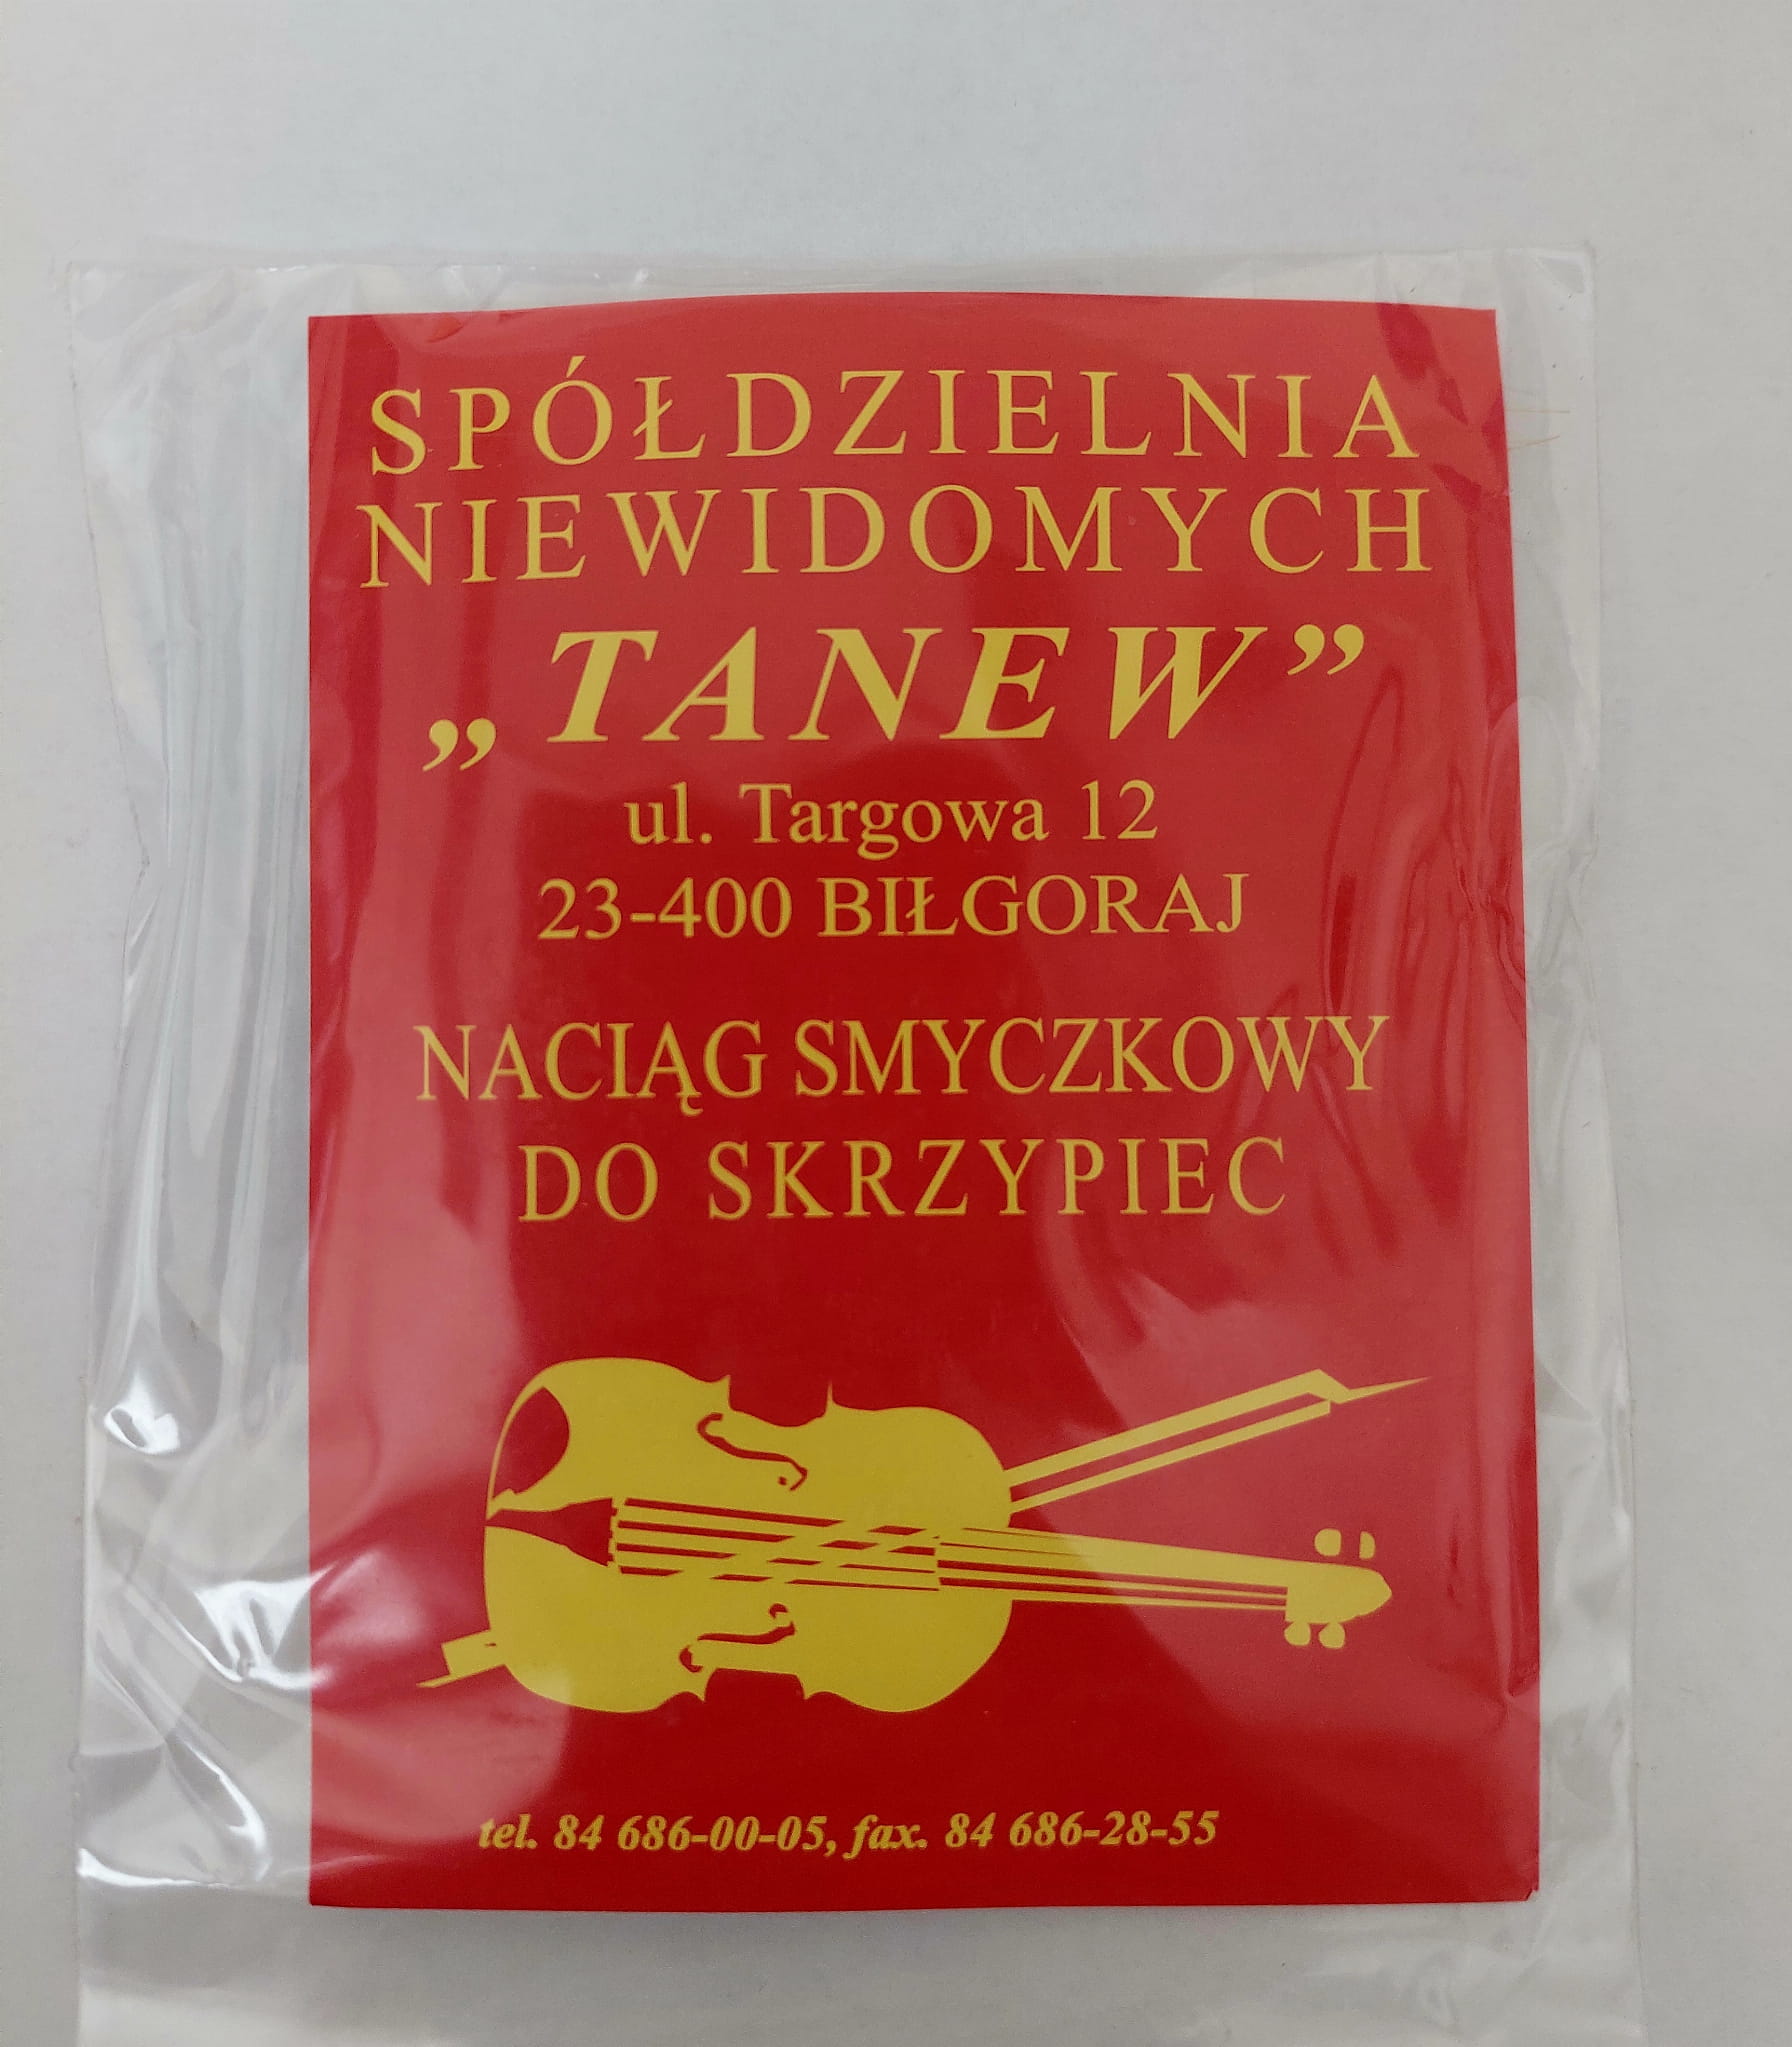 SPÓŁDZIELNIA
NIEWIDOMYCH
„TANEW”
ul. Targowa 12
23-400 BIŁGORAJ
NACIĄG SMYCZKOWY
DO SKRZYPIEC
tel. 84 686-00-05, fax. 84 686-28-55